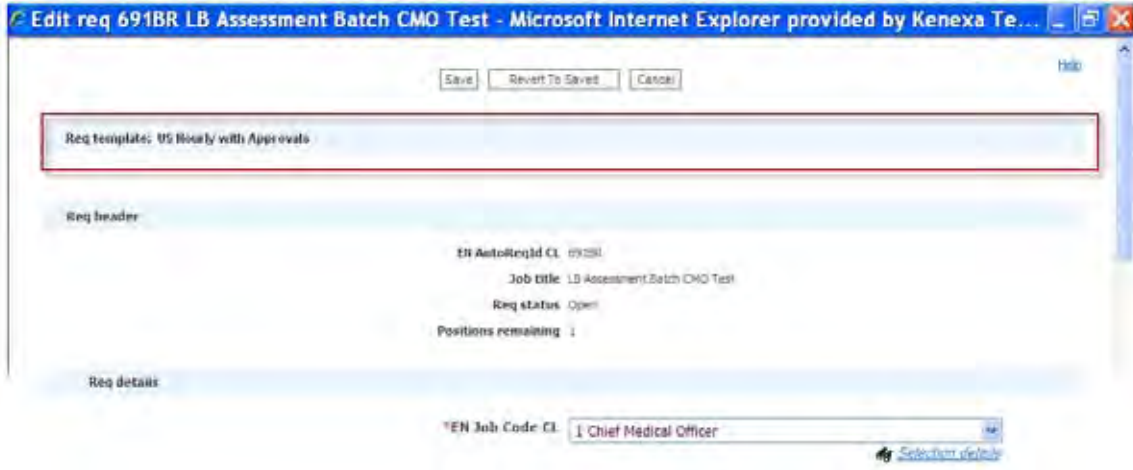 Edit req 691BR LB Assessment Batch CMO Test - Microsoft Internet Explorer provided by Kenexa Te...
Help
Save Revert To Saved Cancel
Req template: US Hourly with Approvals
Req header
EN AutoReqId CL 691BR
Job title LB Assessment Batch CMO Test
Req status Open
Positions remaining 1
Req details
*EN Job Code CL 1 Chief Medical Officer
Selection details